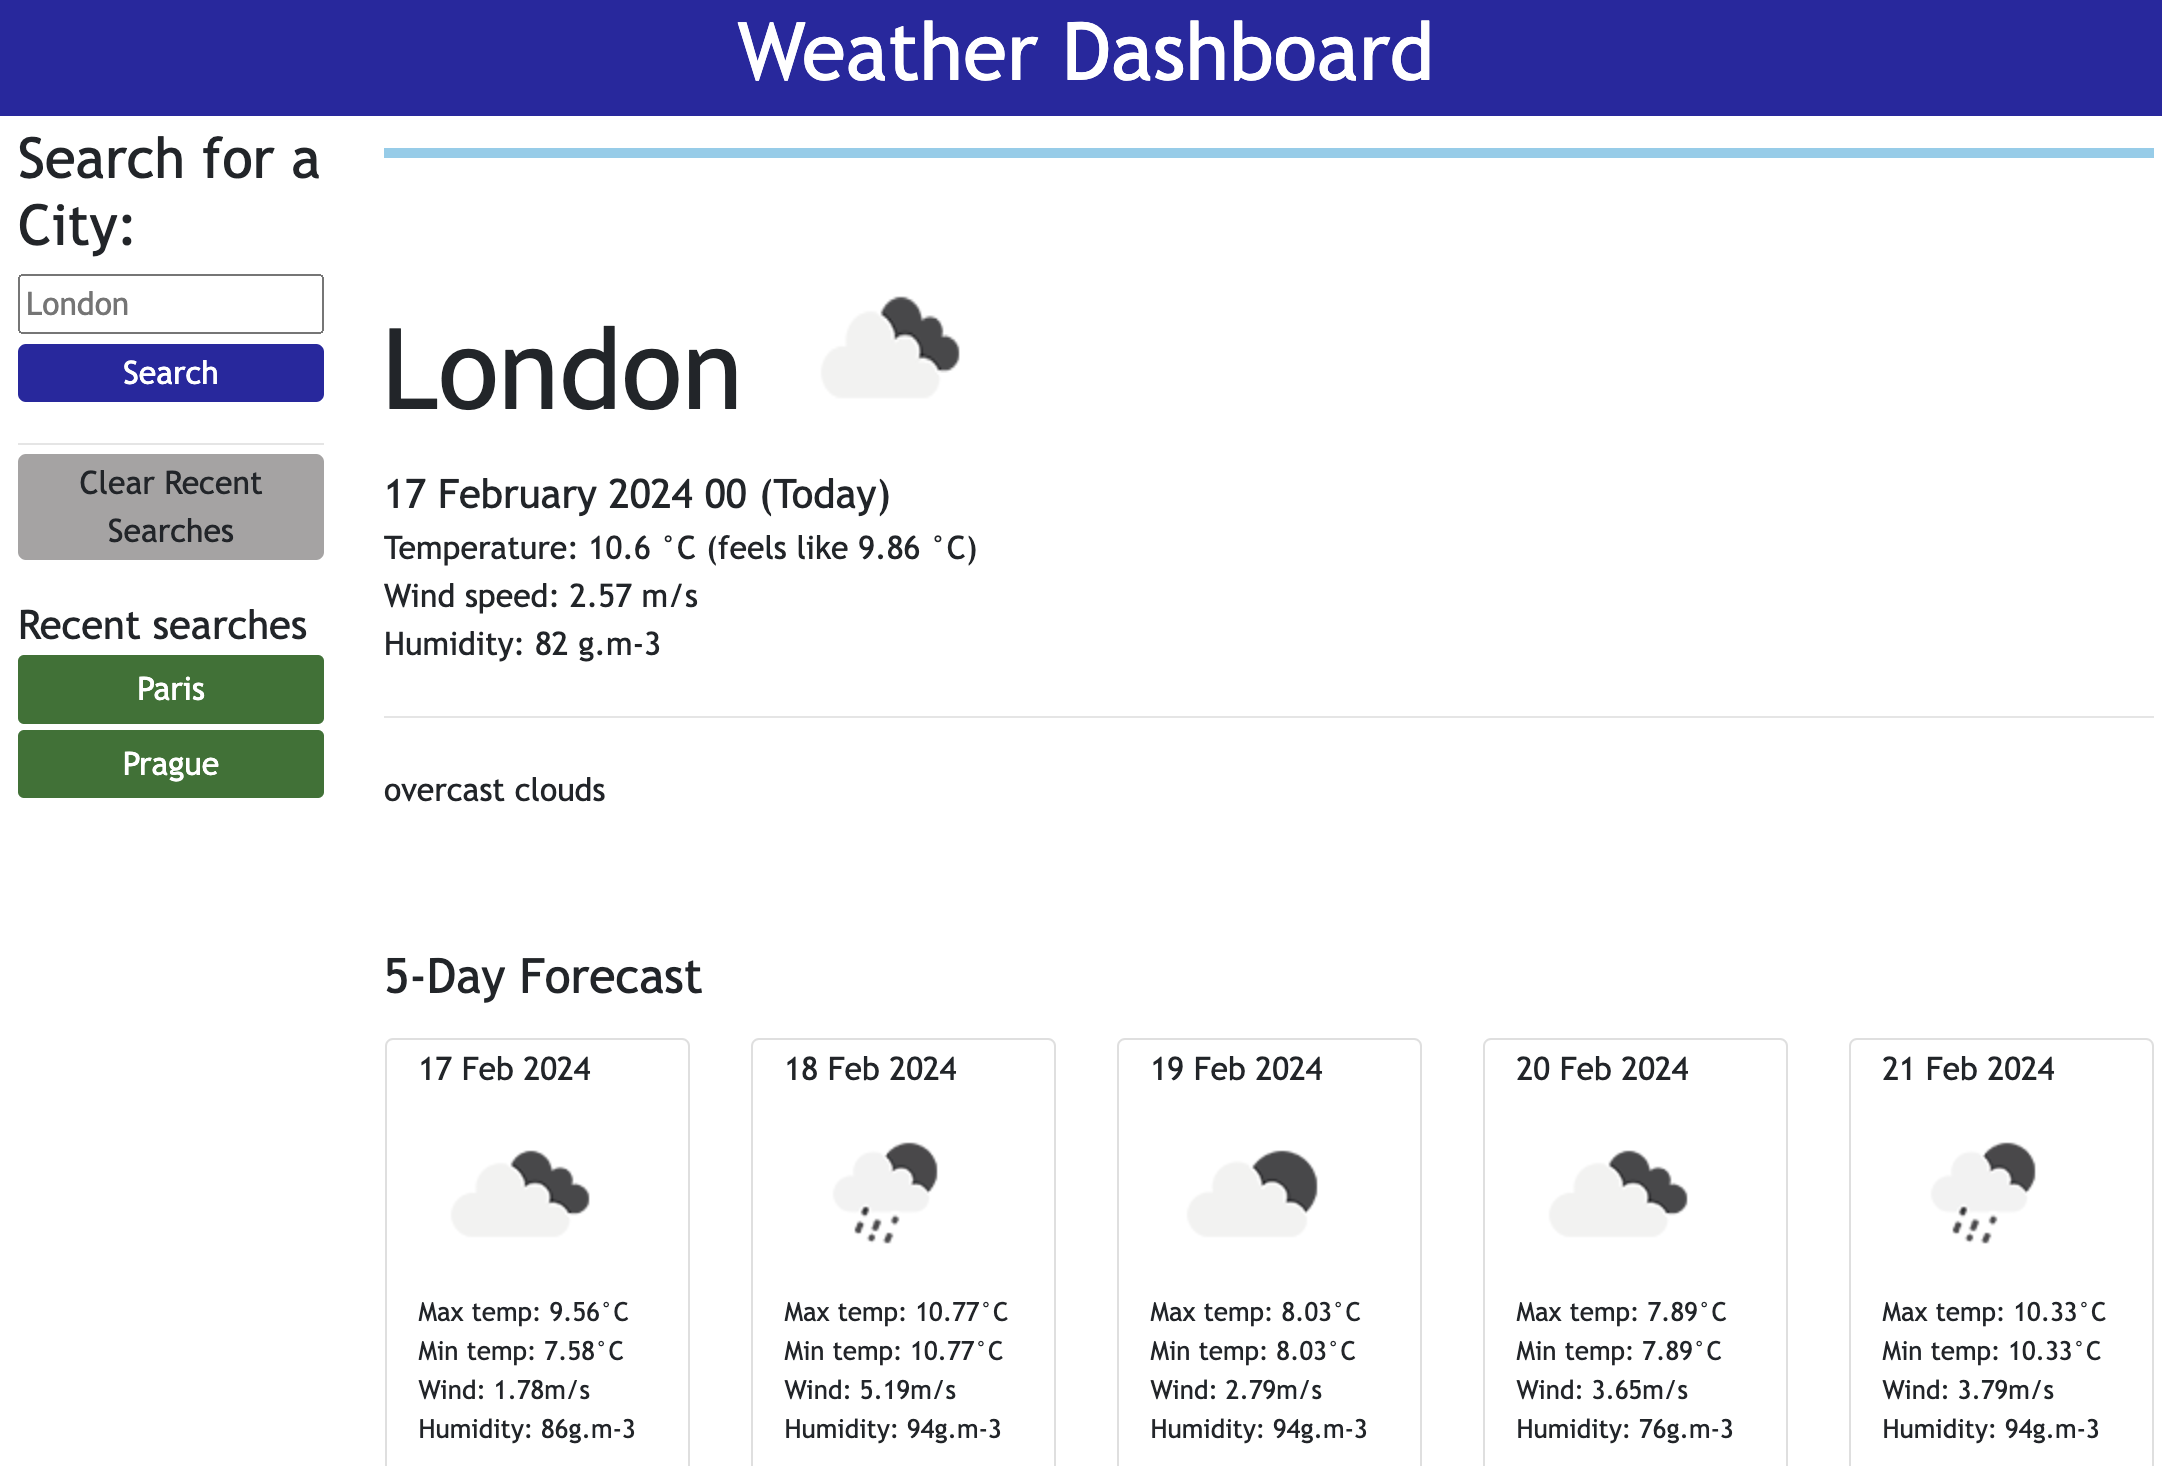 Weather Dashboard
Search for a
City:
London
Search
Clear Recent
Searches
Recent searches
Paris
Prague
London
17 February 2024 00 (Today)
Temperature: 10.6 °C (feels like 9.86 °C)
Wind speed: 2.57 m/s
Humidity: 82 g.m-3
overcast clouds
5-Day Forecast
17 Feb 2024
Max temp: 9.56°C
Min temp: 7.58°C
Wind: 1.78m/s
Humidity: 86g.m-3
18 Feb 2024
Max temp: 10.77°C
Min temp: 10.77°C
Wind: 5.19m/s
Humidity: 94g.m-3
19 Feb 2024
Max temp: 8.03°C
Min temp: 8.03°C
Wind: 2.79m/s
Humidity: 94g.m-3
20 Feb 2024
Max temp: 7.89°C
Min temp: 7.89°C
Wind: 3.65m/s
Humidity: 76g.m-3
21 Feb 2024
Max temp: 10.33°C
Min temp: 10.33°C
Wind: 3.79m/s
Humidity: 94g.m-3